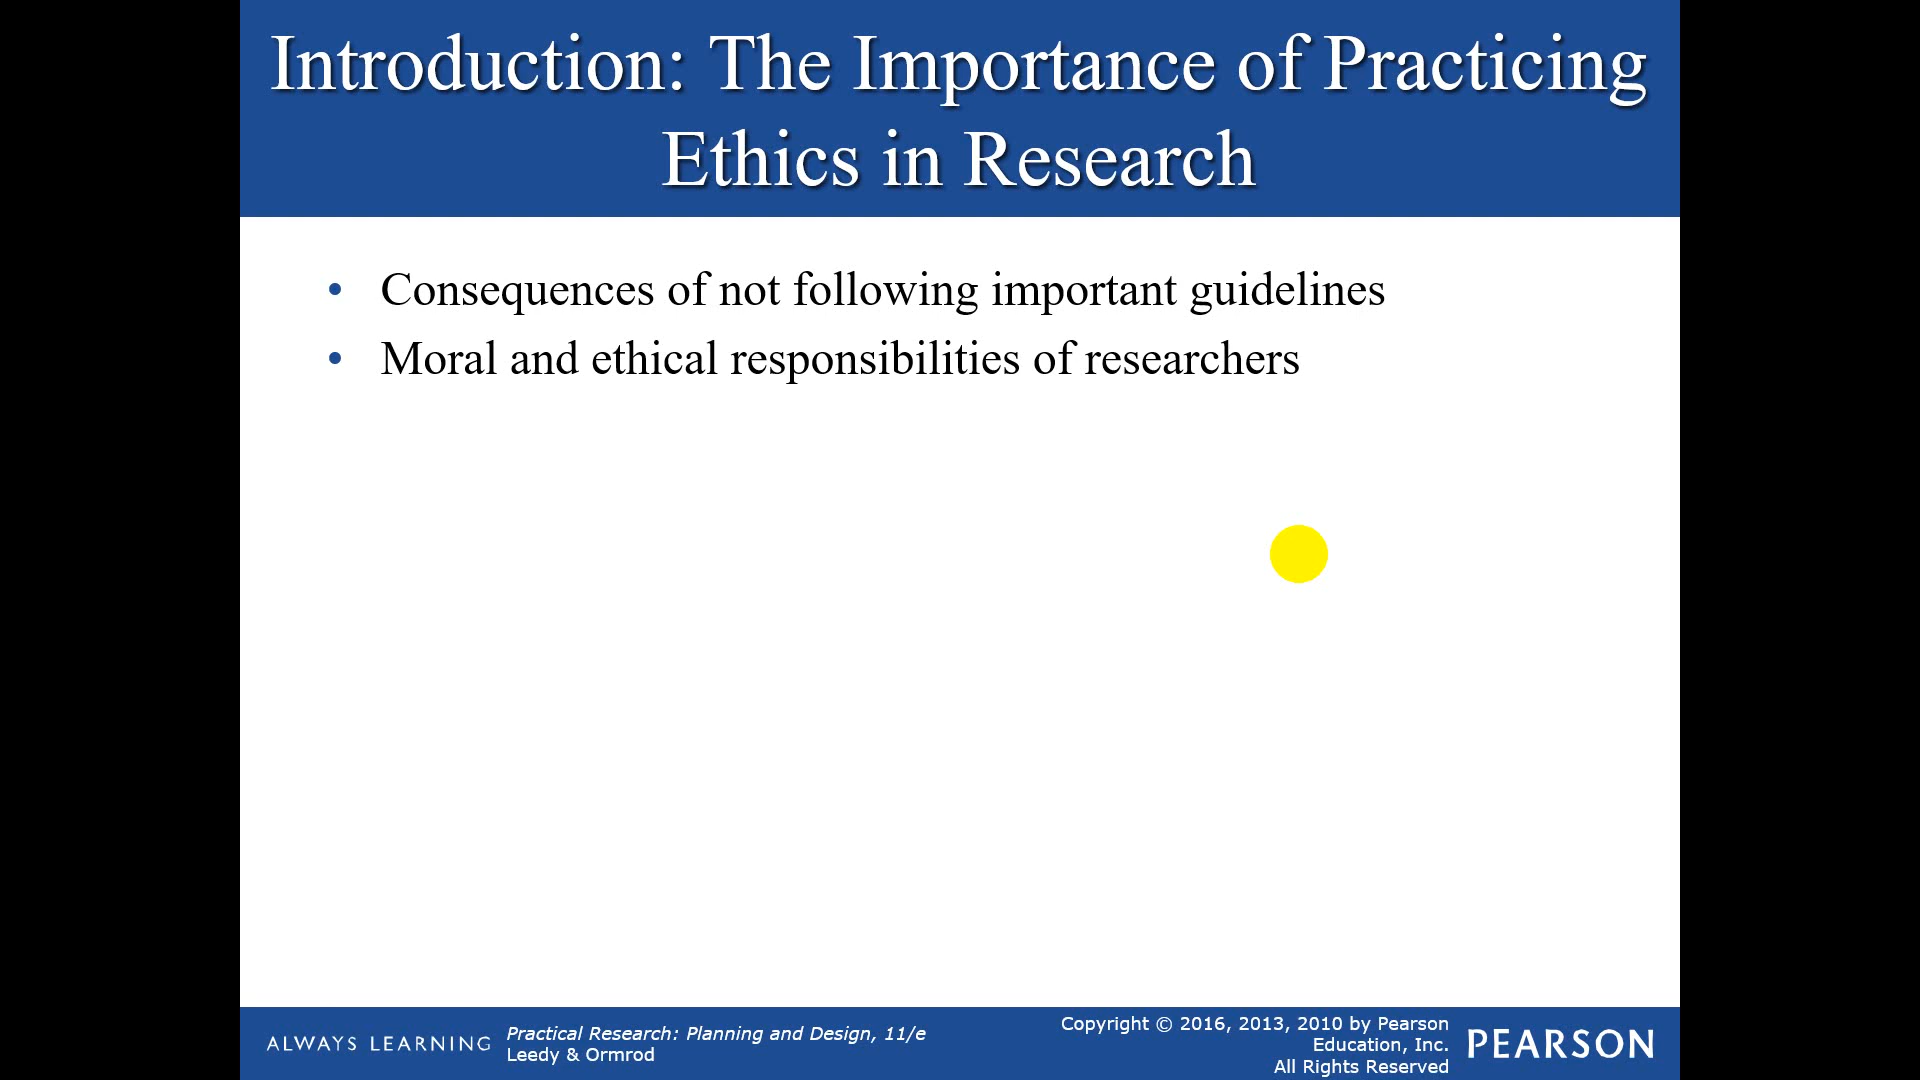 Introduction: The Importance of Practicing
Ethics in Research
• Consequences of not following important guidelines
• Moral and ethical responsibilities of researchers
ALWAYS LEARNING
Practical Research: Planning and Design, 11/e
Leedy & Ormrod
Copyright © 2016, 2013, 2010 by Pearson
Education, Inc.
All Rights Reserved
PEARSON